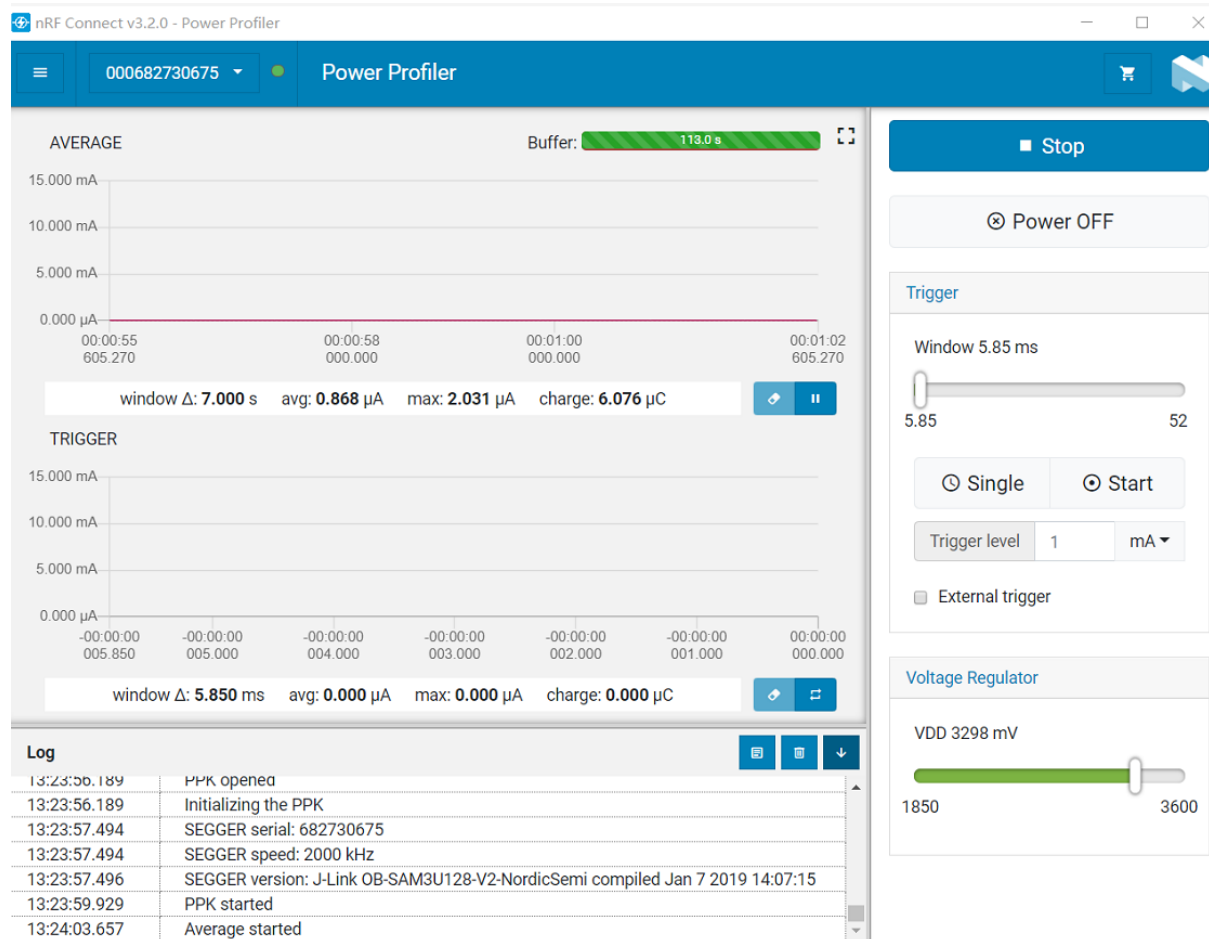 nRF Connect v3.2.0 - Power Profiler
000682730675
Power Profiler
AVERAGE
Buffer: 113.0 s
15.000 mA
10.000 mA
5.000 mA
0.000 µA
00:00:55 00:00:58 00:01:00 00:01:02
605.270 000.000 000.000 605.270
window Δ: 7.000 s avg: 0.868 µA max: 2.031 µA charge: 6.076 µC
TRIGGER
15.000 mA
10.000 mA
5.000 mA
0.000 µA
-00:00:00 -00:00:00 -00:00:00 -00:00:00 -00:00:00 -00:00:00 00:00:00
005.850 005.000 004.000 003.000 002.000 001.000 000.000
window Δ: 5.850 ms avg: 0.000 µA max: 0.000 µA charge: 0.000 µC
Log
13:23:56.189 PPK opened
13:23:56.189 Initializing the PPK
13:23:57.494 SEGGER serial: 682730675
13:23:57.494 SEGGER speed: 2000 kHz
13:23:57.496 SEGGER version: J-Link OB-SAM3U128-V2-NordicSemi compiled Jan 7 2019 14:07:15
13:23:59.929 PPK started
13:24:03.657 Average started
Stop
Power OFF
Trigger
Window 5.85 ms
5.85 52
Single Start
Trigger level 1 mA
External trigger
Voltage Regulator
VDD 3298 mV
1850 3600